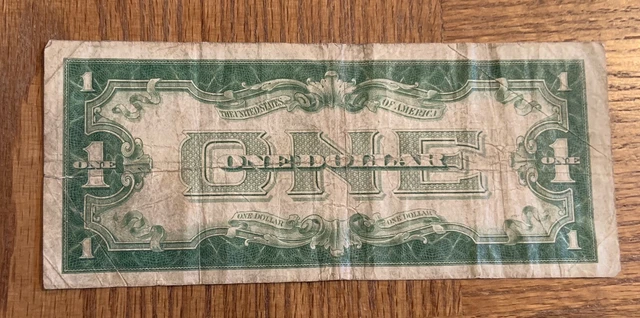 1 1
THE UNITED STATES OF AMERICA
ONE
1 ONE 1 ONE
ONE DOLLAR
ONE DOLLAR ONE DOLLAR
1 1